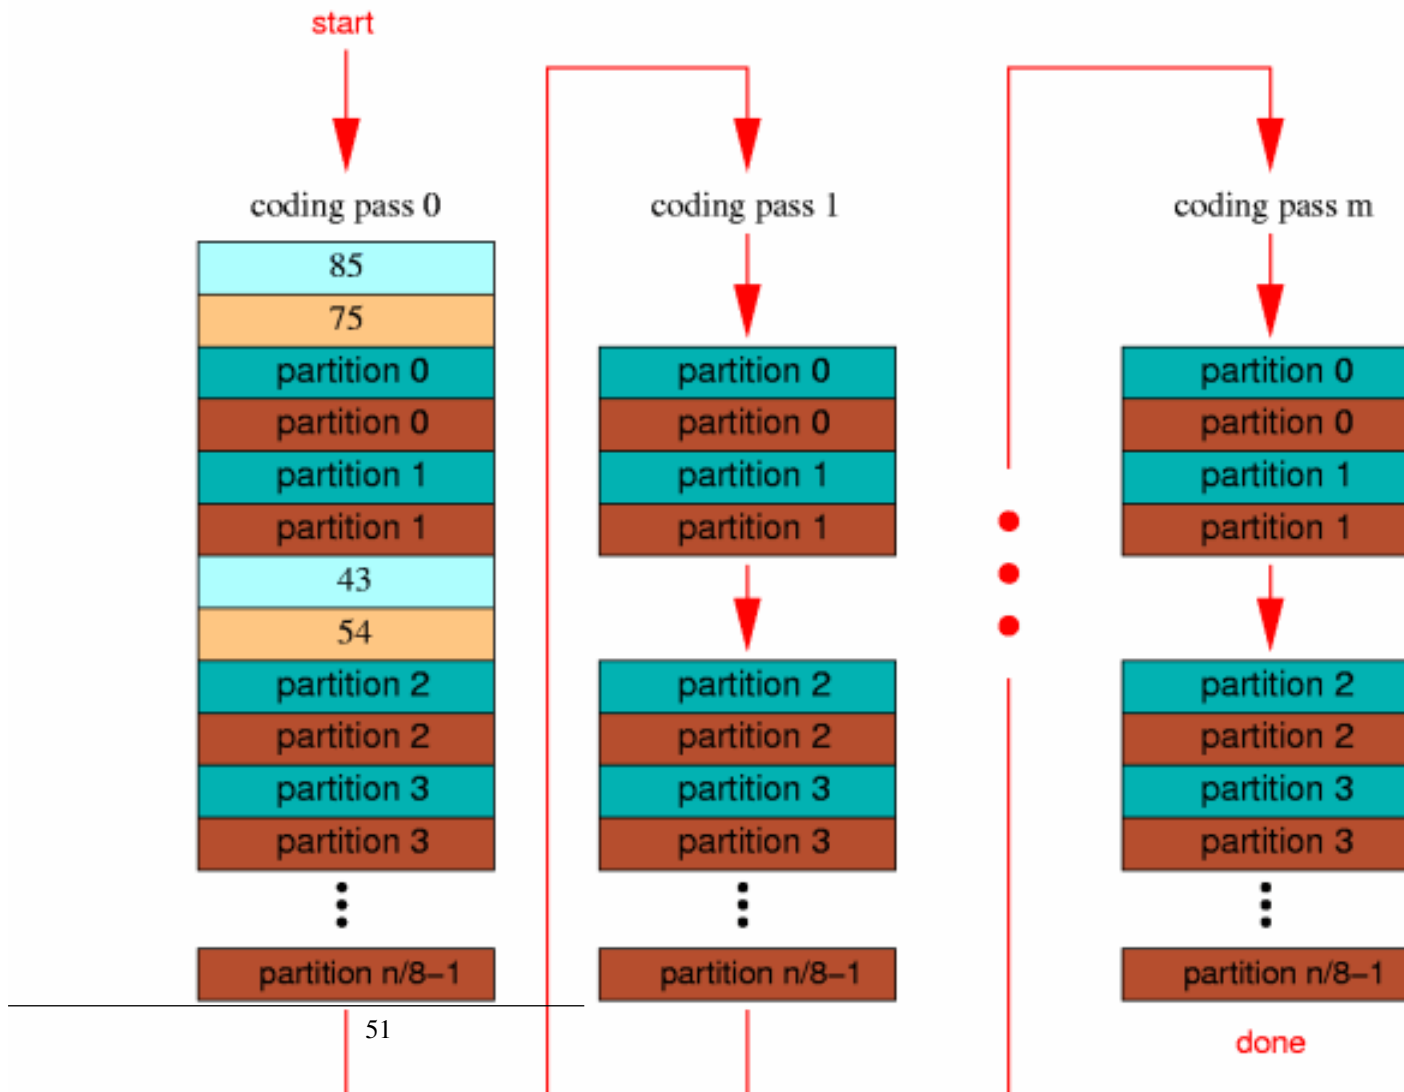 start
coding pass 0
85
75
partition 0
partition 0
partition 1
partition 1
43
54
partition 2
partition 2
partition 3
partition 3
partition n/8–1
51
coding pass 1
partition 0
partition 0
partition 1
partition 1
partition 2
partition 2
partition 3
partition 3
partition n/8–1
coding pass m
partition 0
partition 0
partition 1
partition 1
partition 2
partition 2
partition 3
partition 3
partition n/8–1
done